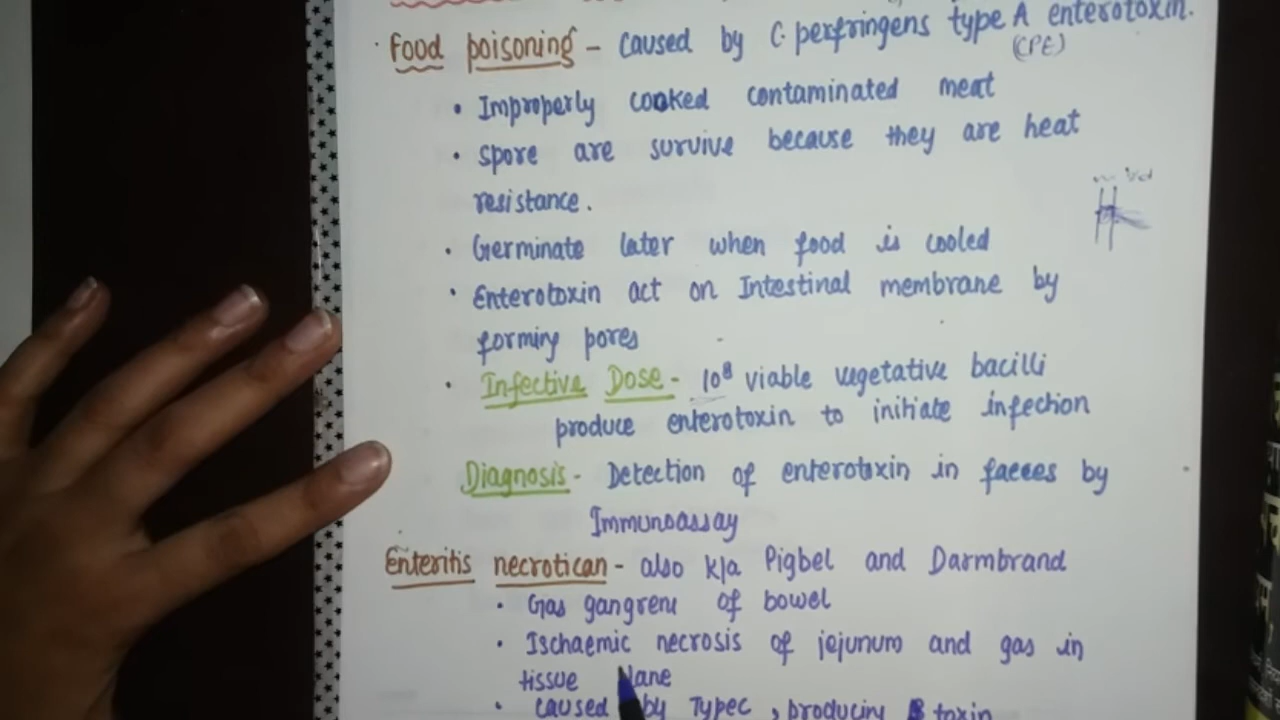 Food poisoning - caused by C. perfringens type A enterotoxin.
(CPE)
• Improperly cooked contaminated meat
• Spore are survive because they are heat
resistance.
• Germinate later when food is cooled
• Enterotoxin act on Intestinal membrane by
forming pores
• Infective Dose - 10⁸ viable vegetative bacilli
produce enterotoxin to initiate infection
Diagnosis - Detection of enterotoxin in faeces by
Immunoassay
Enteritis necrotican - also k/a Pigbel and Darmbrand
• Gas gangrene of bowel
• Ischaemic necrosis of jejunum and gas in
tissue lane
• caused by Type C, producing β toxin